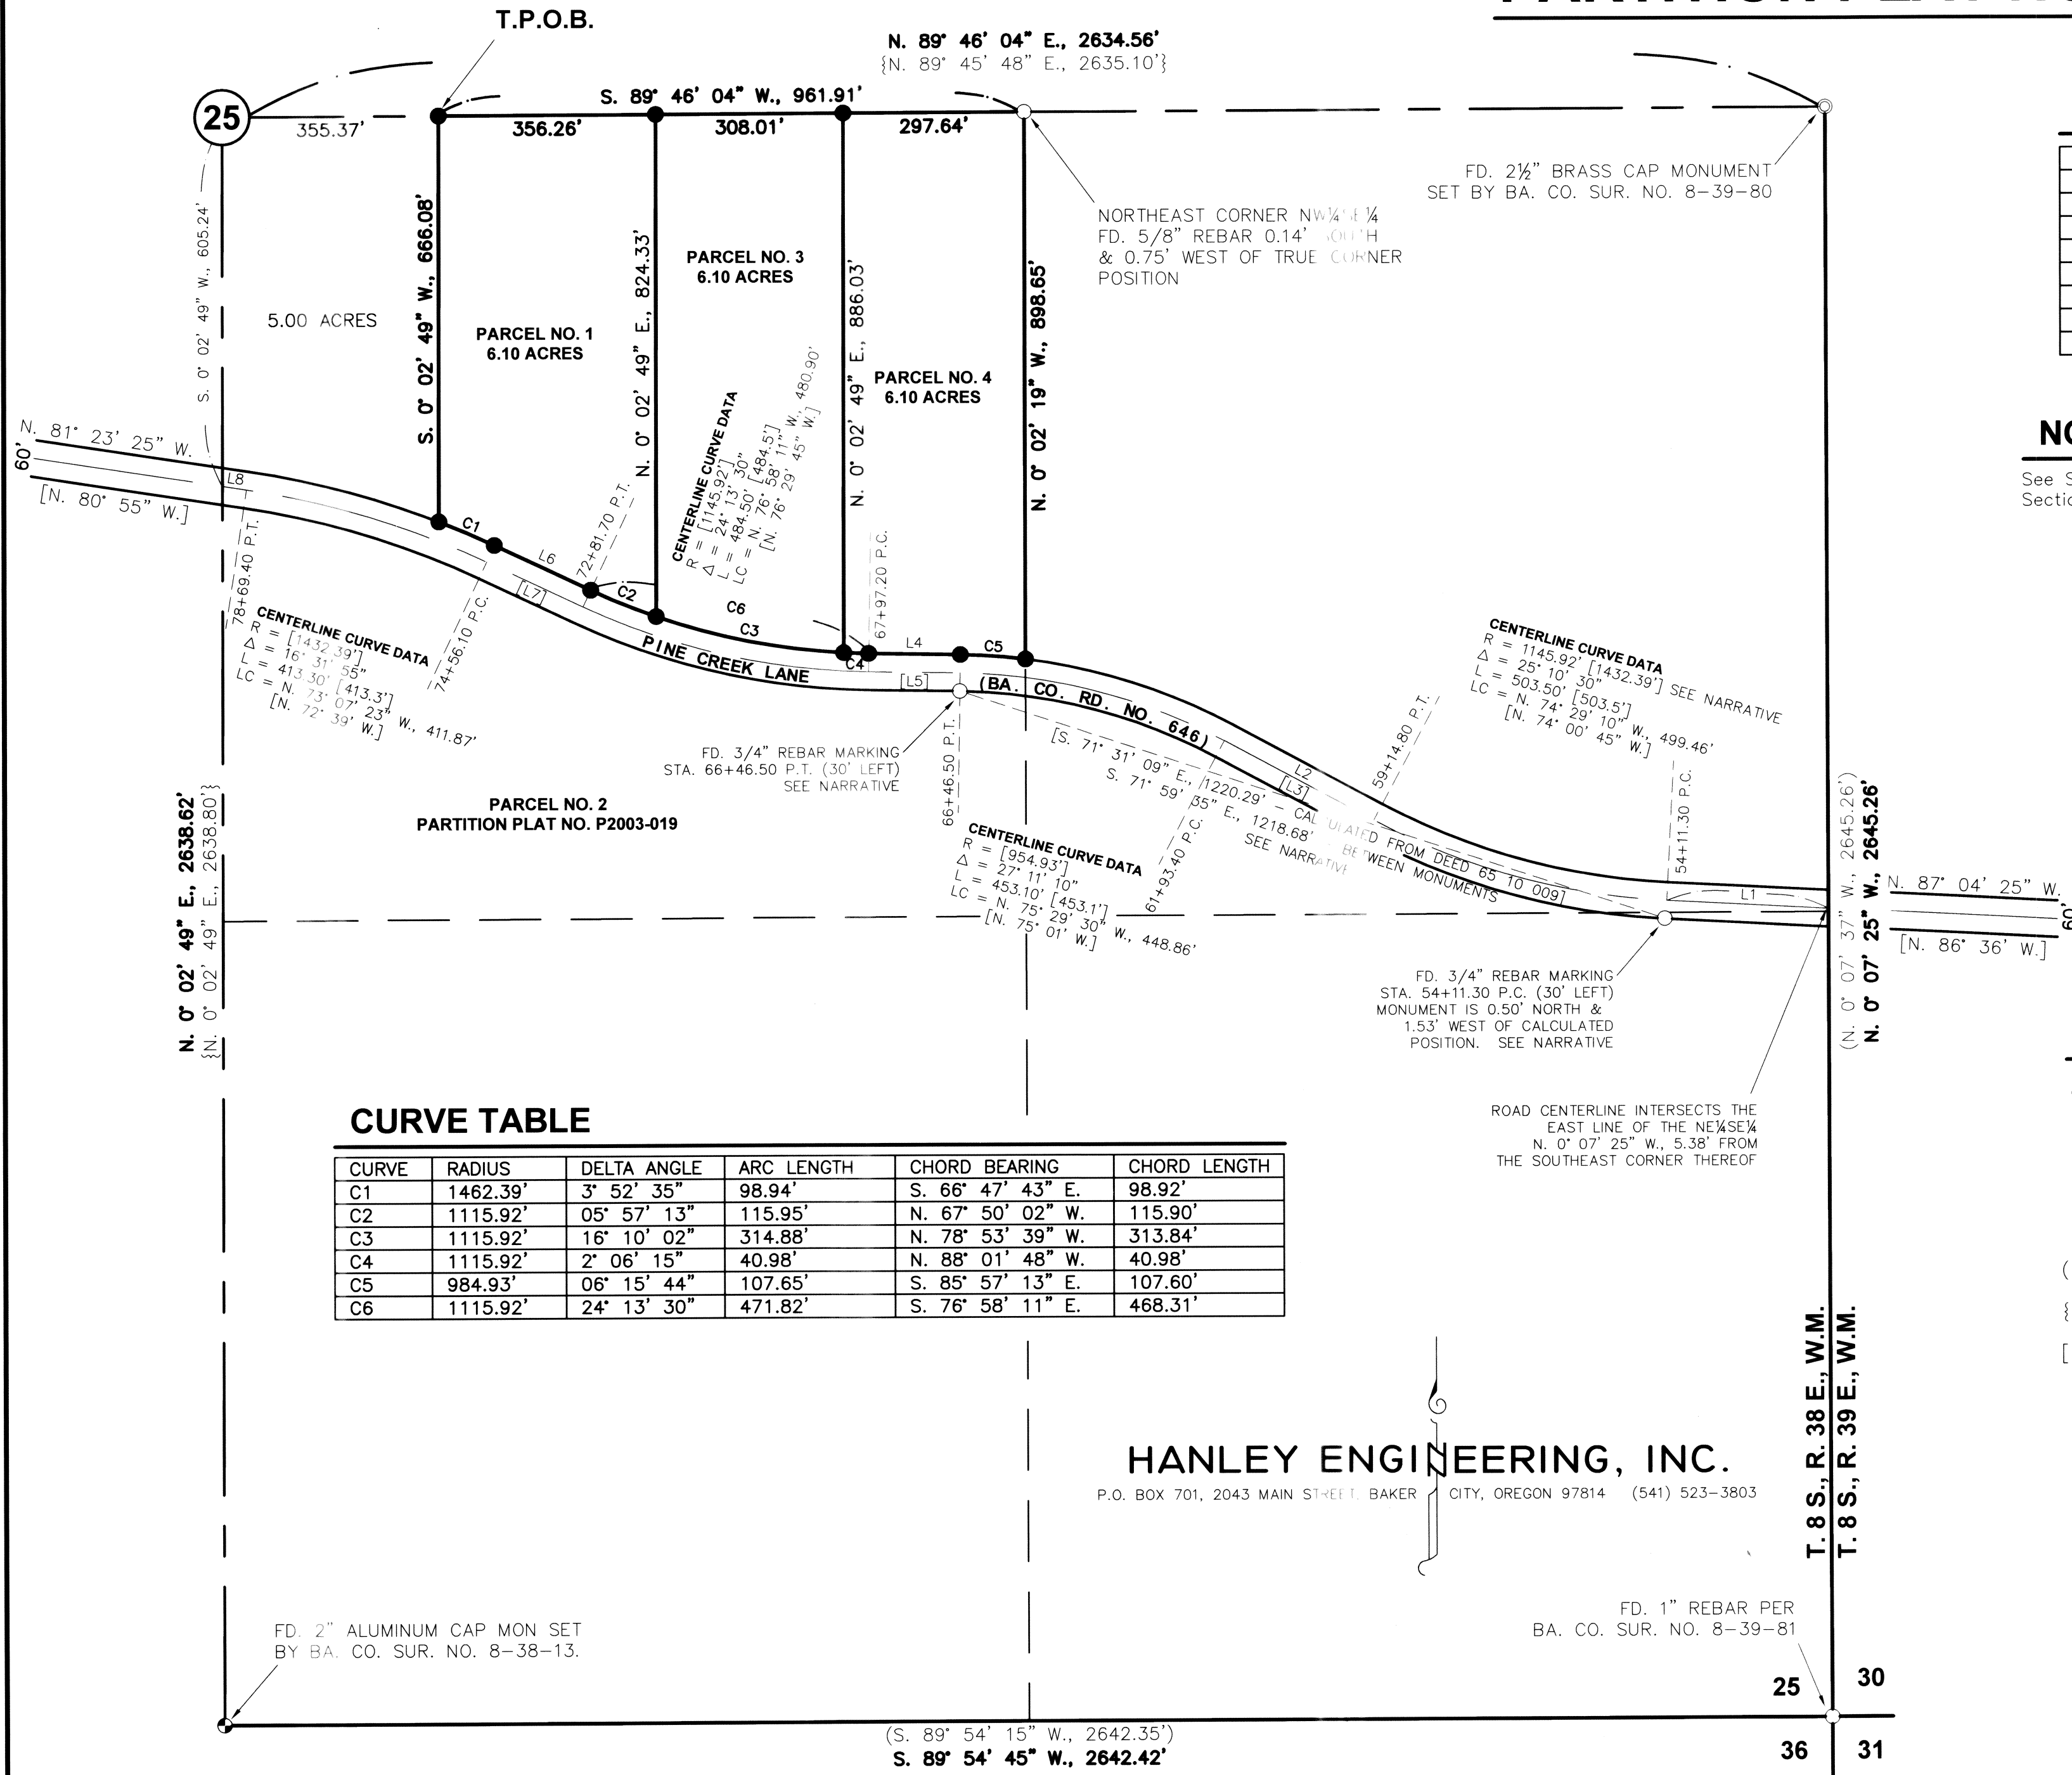 T.P.O.B.
N. 89° 46' 04" E., 2634.56'
{N. 89° 45' 48" E., 2635.10'}
S. 89° 46' 04" W., 961.91'
25
355.37'
356.26'
308.01'
297.64'
FD. 2½" BRASS CAP MONUMENT
SET BY BA. CO. SUR. NO. 8-39-80
NORTHEAST CORNER NW¼SE¼
FD. 5/8" REBAR 0.14' SOUTH
& 0.75' WEST OF TRUE CORNER
POSITION
S. 0° 02' 49" W., 605.24'
5.00 ACRES
S. 0° 02' 49" W., 666.08'
PARCEL NO. 1
6.10 ACRES
N. 0° 02' 49" E., 824.33'
PARCEL NO. 3
6.10 ACRES
N. 0° 02' 49" E., 886.03'
PARCEL NO. 4
6.10 ACRES
N. 0° 02' 19" W., 898.65'
See
N. 81° 23' 25" W.
60'
[N. 80° 55" W.]
L8
C1
L6
[L7]
C2
C6
C3
C4
L4
[L5]
C5
72+81.70 P.T.
CENTERLINE CURVE DATA
R = [1145.92']
Δ = 24° 13' 30"
L = 484.50' [484.5']
LC = N. 76° 58' 11" W., 480.90'
[N. 76° 29' 45" W.]
67+97.20 P.C.
78+69.40 P.T.
CENTERLINE CURVE DATA
R = [1432.39']
Δ = 16° 31' 55"
L = 413.30' [413.3']
LC = N. 73° 07' 23" W., 411.87'
[N. 72° 39' W.]
74+56.10 P.C.
PINE CREEK LANE
(BA. CO. RD. NO. 646)
FD. 3/4" REBAR MARKING
STA. 66+46.50 P.T. (30' LEFT)
SEE NARRATIVE
66+46.50 P.T.
[S. 71° 31' 09" E., 1220.29' - CALCULATED FROM DEED 65 10 009]
S. 71° 59' 35" E., 1218.68' BETWEEN MONUMENTS
SEE NARRATIVE
L2
[L3]
CENTERLINE CURVE DATA
R = [954.93']
Δ = 27° 11' 10"
L = 453.10' [453.1']
LC = N. 75° 29' 30" W., 448.86'
[N. 75° 01' W.]
61+93.40 P.C.
59+14.80 P.T.
CENTERLINE CURVE DATA
R = 1145.92' [1432.39'] SEE NARRATIVE
Δ = 25° 10' 30"
L = 503.50' [503.5']
LC = N. 74° 29' 10" W., 499.46'
[N. 74° 00' 45" W.]
54+11.30 P.C.
L1
N. 87° 04' 25" W.
60'
[N. 86° 36' W.]
PARCEL NO. 2
PARTITION PLAT NO. P2003-019
N. 0° 02' 49" E., 2638.62'
{N. 0° 02' 49" E., 2638.80'}
(N. 0° 07' 37" W., 2645.26')
N. 0° 07' 25" W., 2645.26'
FD. 3/4" REBAR MARKING
STA. 54+11.30 P.C. (30' LEFT)
MONUMENT IS 0.50' NORTH &
1.53' WEST OF CALCULATED
POSITION. SEE NARRATIVE
ROAD CENTERLINE INTERSECTS THE
EAST LINE OF THE NE¼SE¼
N. 0° 07' 25" W., 5.38' FROM
THE SOUTHEAST CORNER THEREOF
CURVE TABLE
CURVE RADIUS DELTA ANGLE ARC LENGTH CHORD BEARING CHORD LENGTH
C1 1462.39' 3° 52' 35" 98.94' S. 66° 47' 43" E. 98.92'
C2 1115.92' 05° 57' 13" 115.95' N. 67° 50' 02" W. 115.90'
C3 1115.92' 16° 10' 02" 314.88' N. 78° 53' 39" W. 313.84'
C4 1115.92' 2° 06' 15" 40.98' N. 88° 01' 48" W. 40.98'
C5 984.93' 06° 15' 44" 107.65' S. 85° 57' 13" E. 107.60'
C6 1115.92' 24° 13' 30" 471.82' S. 76° 58' 11" E. 468.31'
HANLEY ENGINEERING, INC.
P.O. BOX 701, 2043 MAIN STREET, BAKER CITY, OREGON 97814 (541) 523-3803
T. 8 S., R. 38 E., W.M.
T. 8 S., R. 39 E., W.M.
FD. 2" ALUMINUM CAP MON SET
BY BA. CO. SUR. NO. 8-38-13.
FD. 1" REBAR PER
BA. CO. SUR. NO. 8-39-81
25
30
(S. 89° 54' 15" W., 2642.35')
S. 89° 54' 45" W., 2642.42'
36
31